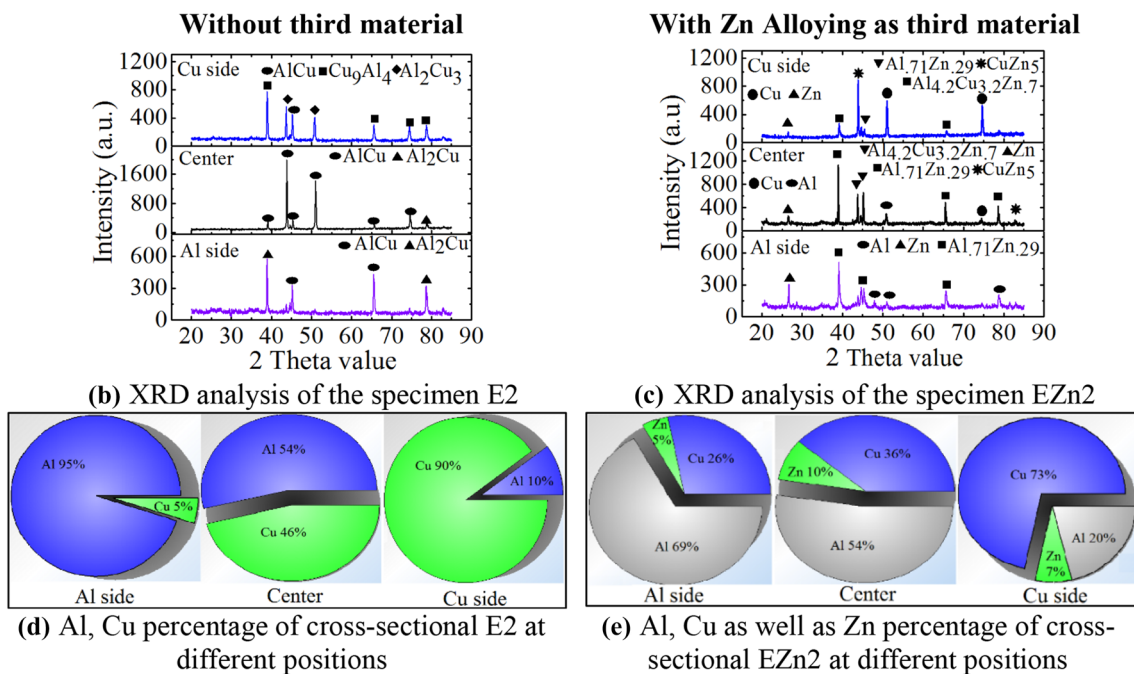 Without third material
1200
800
400
0
Cu side
AlCu Cu9Al4 Al2Cu3
1600
800
0
Center
AlCu Al2Cu
600
300
0
Al side
AlCu Al2Cu
Intensity (a.u.)
20 30 40 50 60 70 80 90
2 Theta value
(b) XRD analysis of the specimen E2
With Zn Alloying as third material
1200
800
400
0
Cu side
Al.71Zn.29 CuZn5
Al4.2Cu3.2Zn.7
Cu Zn
1200
800
400
0
Center
Al4.2Cu3.2Zn.7 Zn
Al.71Zn.29 CuZn5
Cu Al
600
300
0
Al side
Al Zn Al.71Zn.29
Intensity (a.u)
20 30 40 50 60 70 80 90
2 Theta value
(c) XRD analysis of the specimen EZn2
Al 95%
Cu 5%
Al side
Al 54%
Cu 46%
Center
Cu 90%
Al 10%
Cu side
(d) Al, Cu percentage of cross-sectional E2 at
different positions
Zn
5%
Cu 26%
Al 69%
Al side
Zn 10%
Cu 36%
Al 54%
Center
Cu 73%
Zn
7%
Al 20%
Cu side
(e) Al, Cu as well as Zn percentage of cross-
sectional EZn2 at different positions